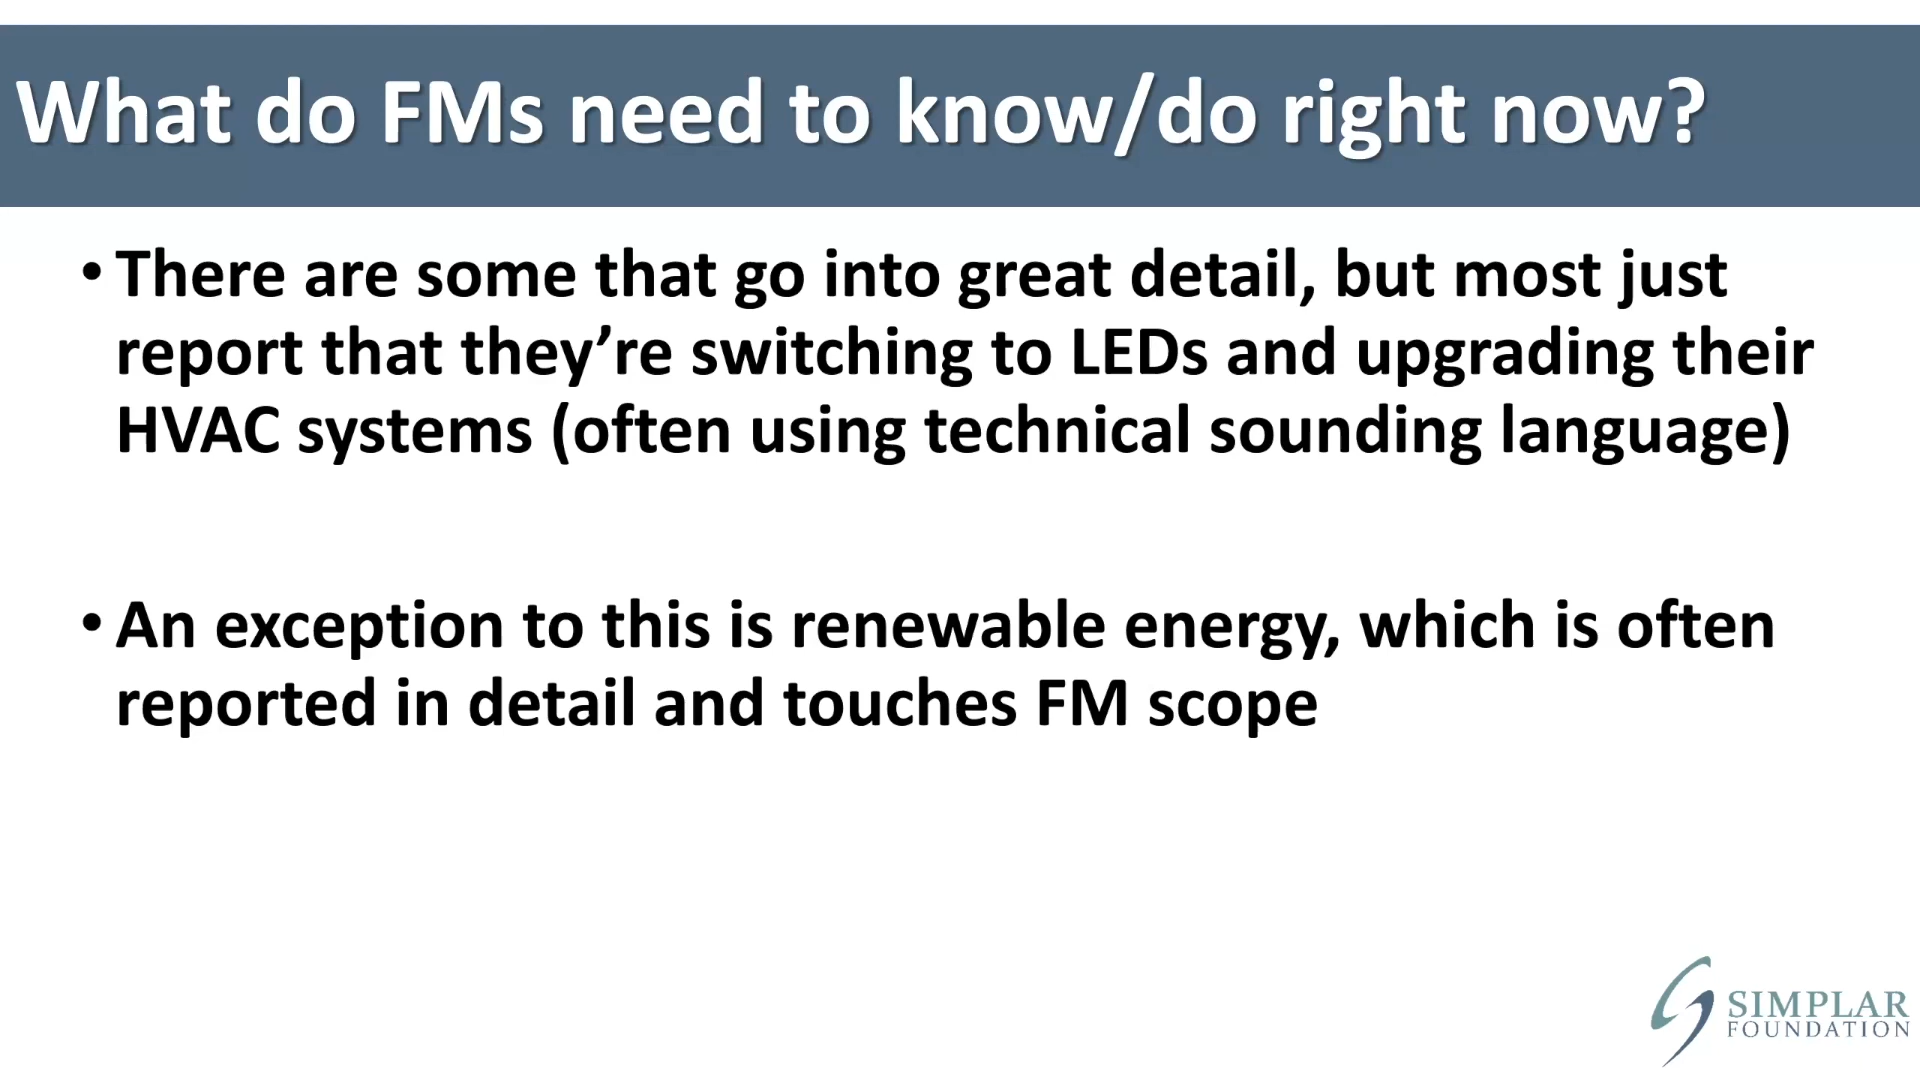 What do FMs need to know/do right now?
• There are some that go into great detail, but most just
report that they’re switching to LEDs and upgrading their
HVAC systems (often using technical sounding language)
• An exception to this is renewable energy, which is often
reported in detail and touches FM scope
SIMPLAR
FOUNDATION